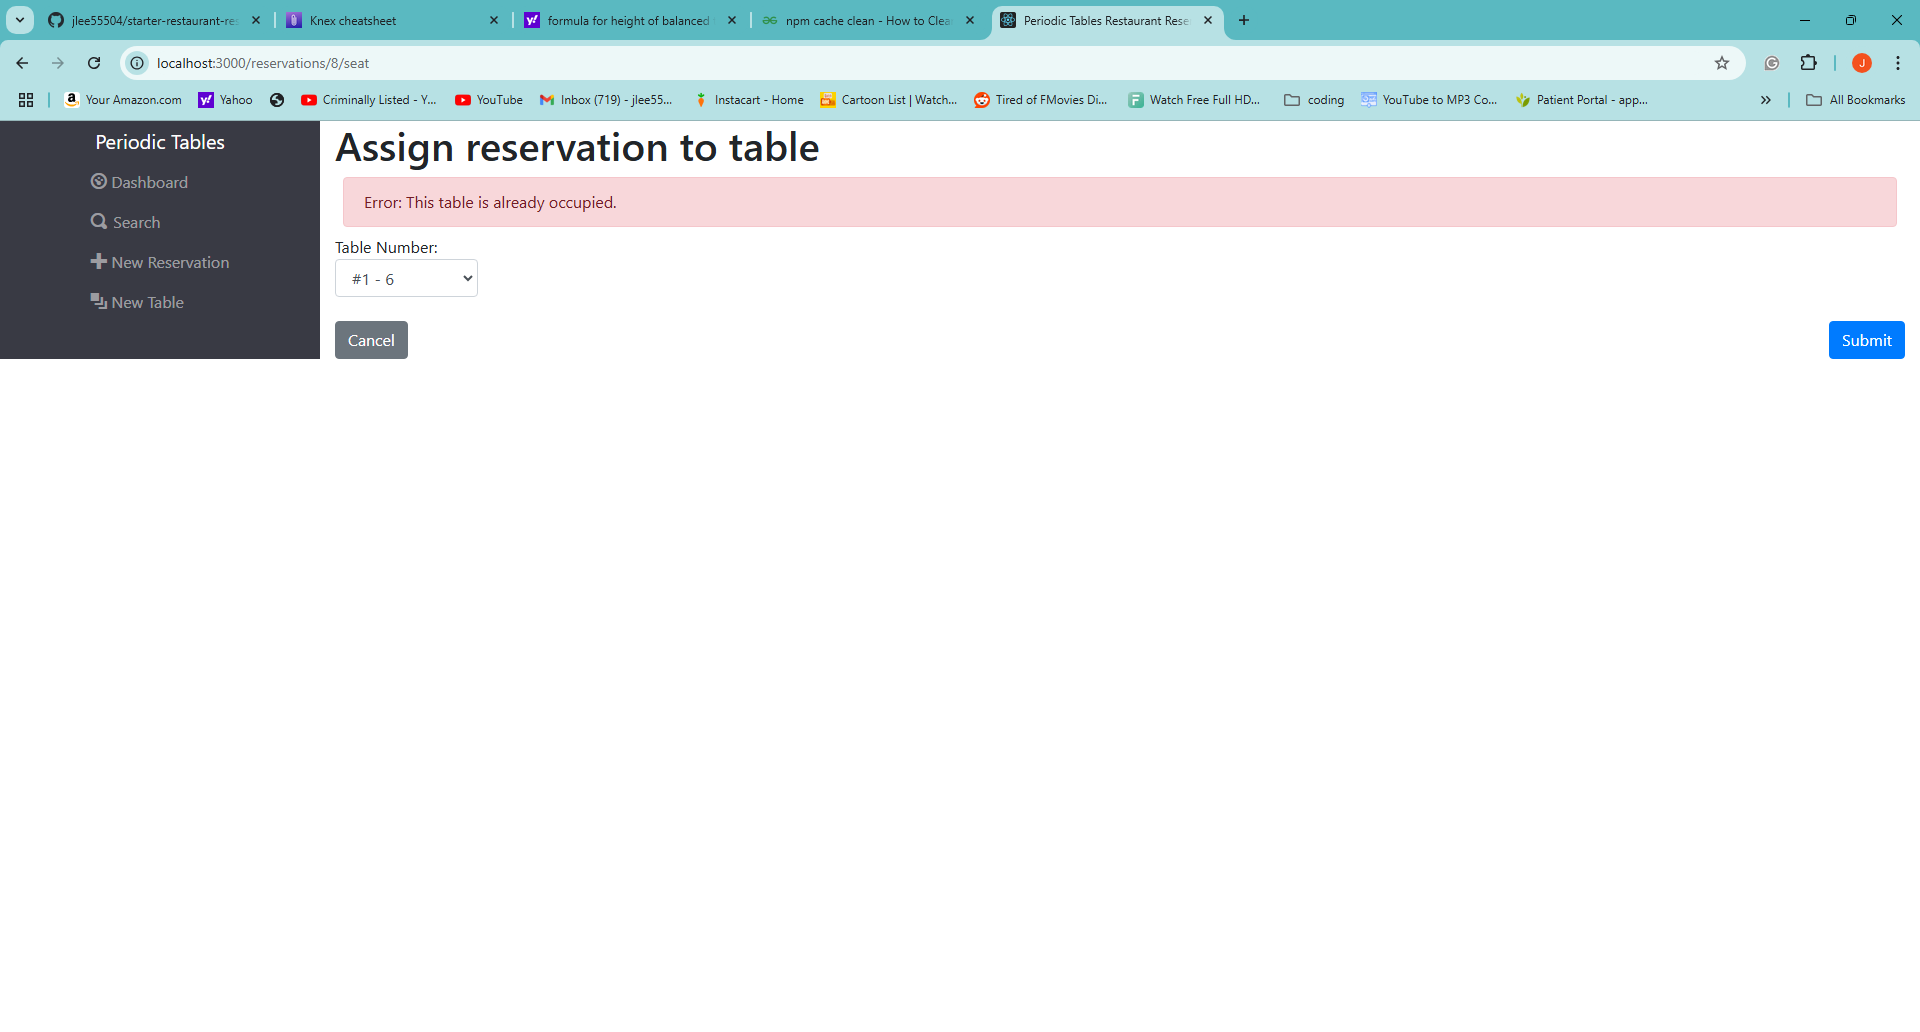 jlee55504/starter-restaurant-res
Knex cheatsheet
formula for height of balanced
npm cache clean - How to Clea
Periodic Tables Restaurant Rese
localhost:3000/reservations/8/seat
J
Your Amazon.com
Yahoo
Criminally Listed - Y...
YouTube
Inbox (719) - jlee55...
Instacart - Home
Cartoon List | Watch...
Tired of FMovies Di...
Watch Free Full HD...
coding
YouTube to MP3 Co...
Patient Portal - app...
All Bookmarks
Periodic Tables
Dashboard
Search
New Reservation
New Table
Assign reservation to table
Error: This table is already occupied.
Table Number:
#1 - 6
Cancel
Submit